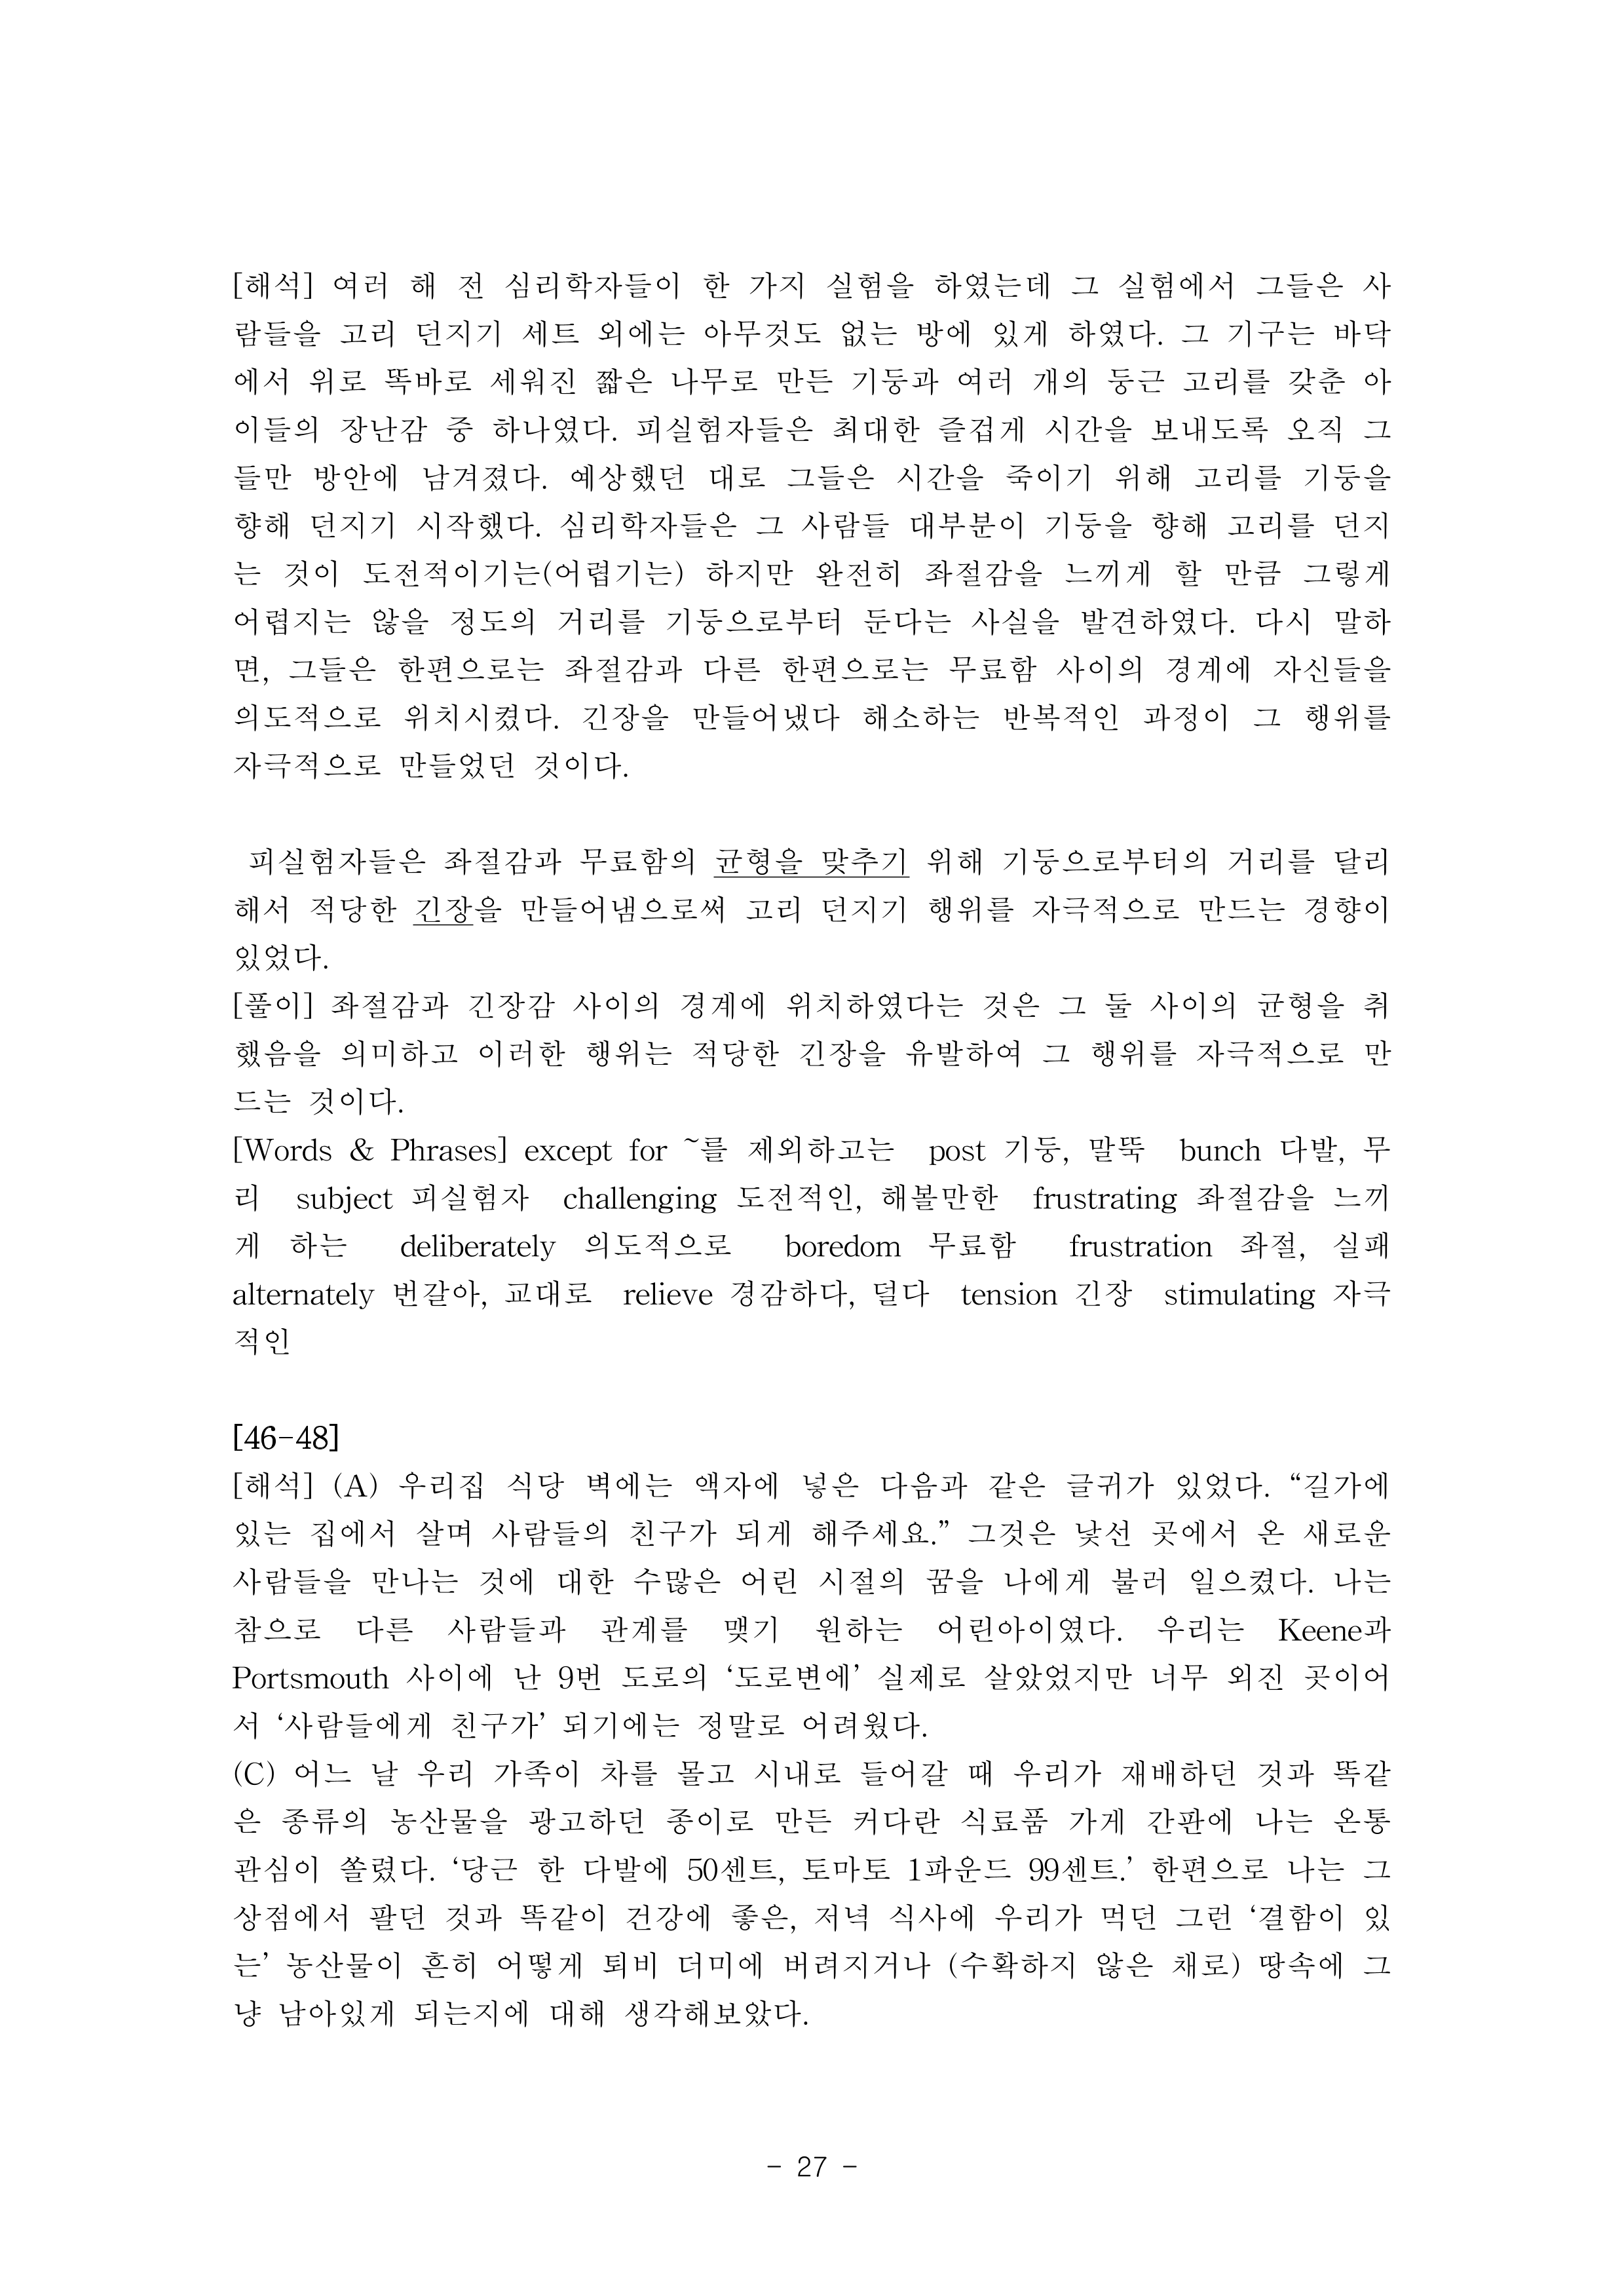 [해석] 여러 해 전 심리학자들이 한 가지 실험을 하였는데 그 실험에서 그들은 사
람들을 고리 던지기 세트 외에는 아무것도 없는 방에 있게 하였다. 그 기구는 바닥
에서 위로 똑바로 세워진 짧은 나무로 만든 기둥과 여러 개의 둥근 고리를 갖춘 아
이들의 장난감 중 하나였다. 피실험자들은 최대한 즐겁게 시간을 보내도록 오직 그
들만 방안에 남겨졌다. 예상했던 대로 그들은 시간을 죽이기 위해 고리를 기둥을
향해 던지기 시작했다. 심리학자들은 그 사람들 대부분이 기둥을 향해 고리를 던지
는 것이 도전적이기는(어렵기는) 하지만 완전히 좌절감을 느끼게 할 만큼 그렇게
어렵지는 않을 정도의 거리를 기둥으로부터 둔다는 사실을 발견하였다. 다시 말하
면, 그들은 한편으로는 좌절감과 다른 한편으로는 무료함 사이의 경계에 자신들을
의도적으로 위치시켰다. 긴장을 만들어냈다 해소하는 반복적인 과정이 그 행위를
자극적으로 만들었던 것이다.
피실험자들은 좌절감과 무료함의 균형을 맞추기 위해 기둥으로부터의 거리를 달리
해서 적당한 긴장을 만들어냄으로써 고리 던지기 행위를 자극적으로 만드는 경향이
있었다.
[풀이] 좌절감과 긴장감 사이의 경계에 위치하였다는 것은 그 둘 사이의 균형을 취
했음을 의미하고 이러한 행위는 적당한 긴장을 유발하여 그 행위를 자극적으로 만
드는 것이다.
[Words & Phrases] except for ~를 제외하고는 post 기둥, 말뚝 bunch 다발, 무
리 subject 피실험자 challenging 도전적인, 해볼만한 frustrating 좌절감을 느끼
게 하는 deliberately 의도적으로 boredom 무료함 frustration 좌절, 실패
alternately 번갈아, 교대로 relieve 경감하다, 덜다 tension 긴장 stimulating 자극
적인
[46-48]
[해석] (A) 우리집 식당 벽에는 액자에 넣은 다음과 같은 글귀가 있었다. “길가에
있는 집에서 살며 사람들의 친구가 되게 해주세요.” 그것은 낯선 곳에서 온 새로운
사람들을 만나는 것에 대한 수많은 어린 시절의 꿈을 나에게 불러 일으켰다. 나는
참으로 다른 사람들과 관계를 맺기 원하는 어린아이였다. 우리는 Keene과
Portsmouth 사이에 난 9번 도로의 ‘도로변에’ 실제로 살았었지만 너무 외진 곳이어
서 ‘사람들에게 친구가’ 되기에는 정말로 어려웠다.
(C) 어느 날 우리 가족이 차를 몰고 시내로 들어갈 때 우리가 재배하던 것과 똑같
은 종류의 농산물을 광고하던 종이로 만든 커다란 식료품 가게 간판에 나는 온통
관심이 쏠렸다. ‘당근 한 다발에 50센트, 토마토 1파운드 99센트.’ 한편으로 나는 그
상점에서 팔던 것과 똑같이 건강에 좋은, 저녁 식사에 우리가 먹던 그런 ‘결함이 있
는’ 농산물이 흔히 어떻게 퇴비 더미에 버려지거나 (수확하지 않은 채로) 땅속에 그
냥 남아있게 되는지에 대해 생각해보았다.
- 27 -